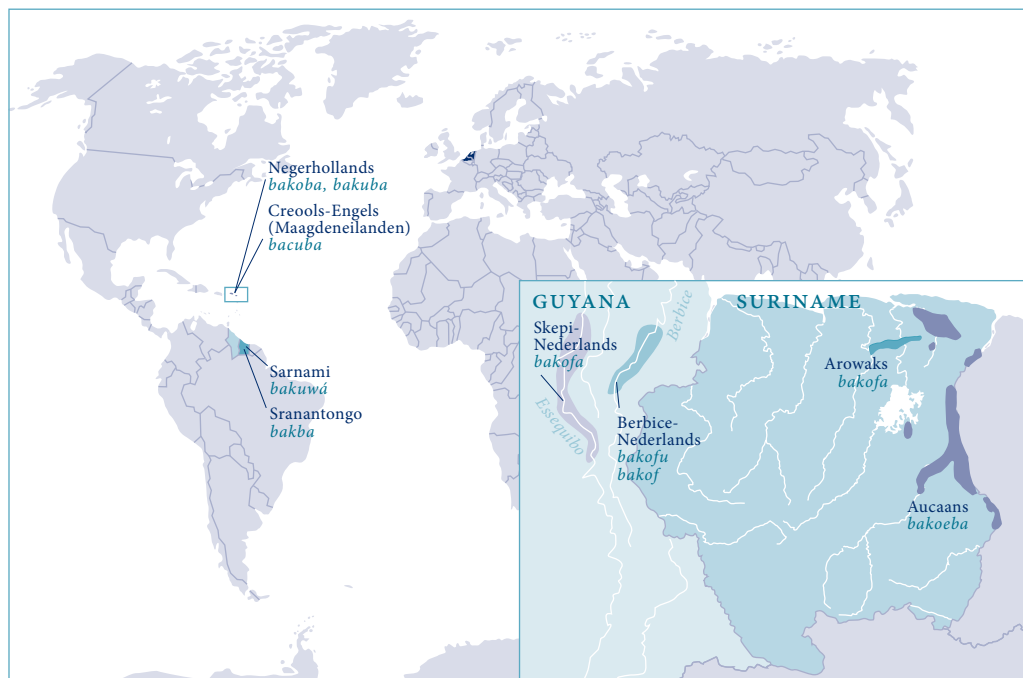 Negerhollands
bakoba, bakuba
Creools-Engels
(Maagdeneilanden)
bacuba
Sarnami
bakuwá
Sranantongo
bakba
GUYANA
SURINAME
Berbice
Skepi-
Nederlands
bakofa
Essequibo
Berbice-
Nederlands
bakofu
bakof
Arowaks
bakofa
Aucaans
bakoeba